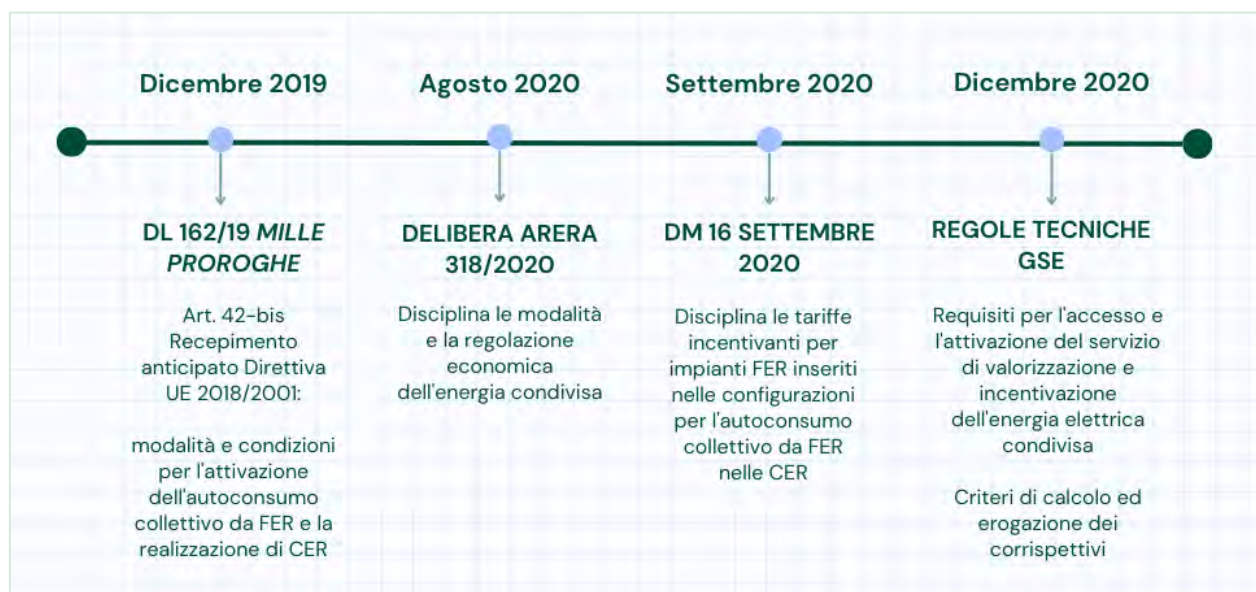 Dicembre 2019
DL 162/19 MILLE
PROROGHE
Art. 42-bis
Recepimento
anticipato Direttiva
UE 2018/2001:
modalità e condizioni
per l'attivazione
dell'autoconsumo
collettivo da FER e la
realizzazione di CER
Agosto 2020
DELIBERA ARERA
318/2020
Disciplina le modalità
e la regolazione
economica
dell'energia condivisa
Settembre 2020
DM 16 SETTEMBRE
2020
Disciplina le tariffe
incentivanti per
impianti FER inseriti
nelle configurazioni
per l'autoconsumo
collettivo da FER
nelle CER
Dicembre 2020
REGOLE TECNICHE
GSE
Requisiti per l'accesso e
l'attivazione del servizio
di valorizzazione e
incentivazione
dell'energia elettrica
condivisa
Criteri di calcolo ed
erogazione dei
corrispettivi